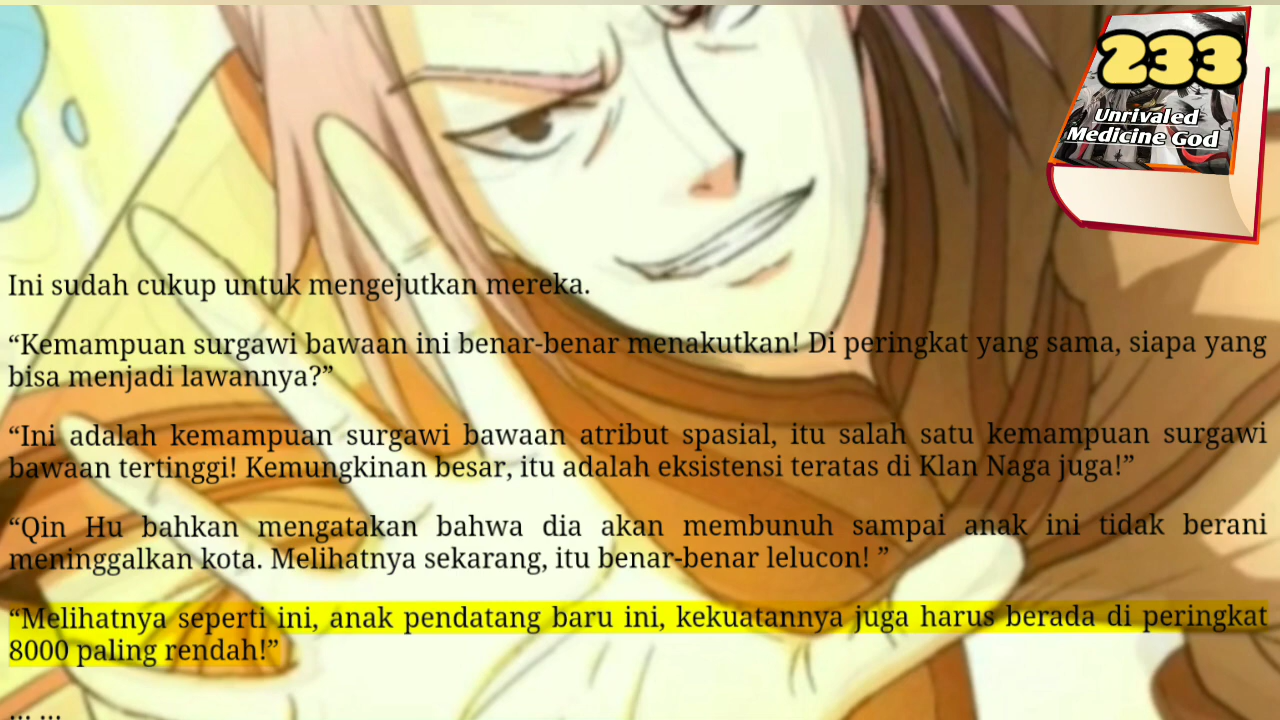 233
Unrivaled
Medicine God
Ini sudah cukup untuk mengejutkan mereka.
“Kemampuan surgawi bawaan ini benar-benar menakutkan! Di peringkat yang sama, siapa yang
bisa menjadi lawannya?”
“Ini adalah kemampuan surgawi bawaan atribut spasial, itu salah satu kemampuan surgawi
bawaan tertinggi! Kemungkinan besar, itu adalah eksistensi teratas di Klan Naga juga!”
“Qin Hu bahkan mengatakan bahwa dia akan membunuh sampai anak ini tidak berani
meninggalkan kota. Melihatnya sekarang, itu benar-benar lelucon! ”
“Melihatnya seperti ini, anak pendatang baru ini, kekuatannya juga harus berada di peringkat
8000 paling rendah!”
... ...